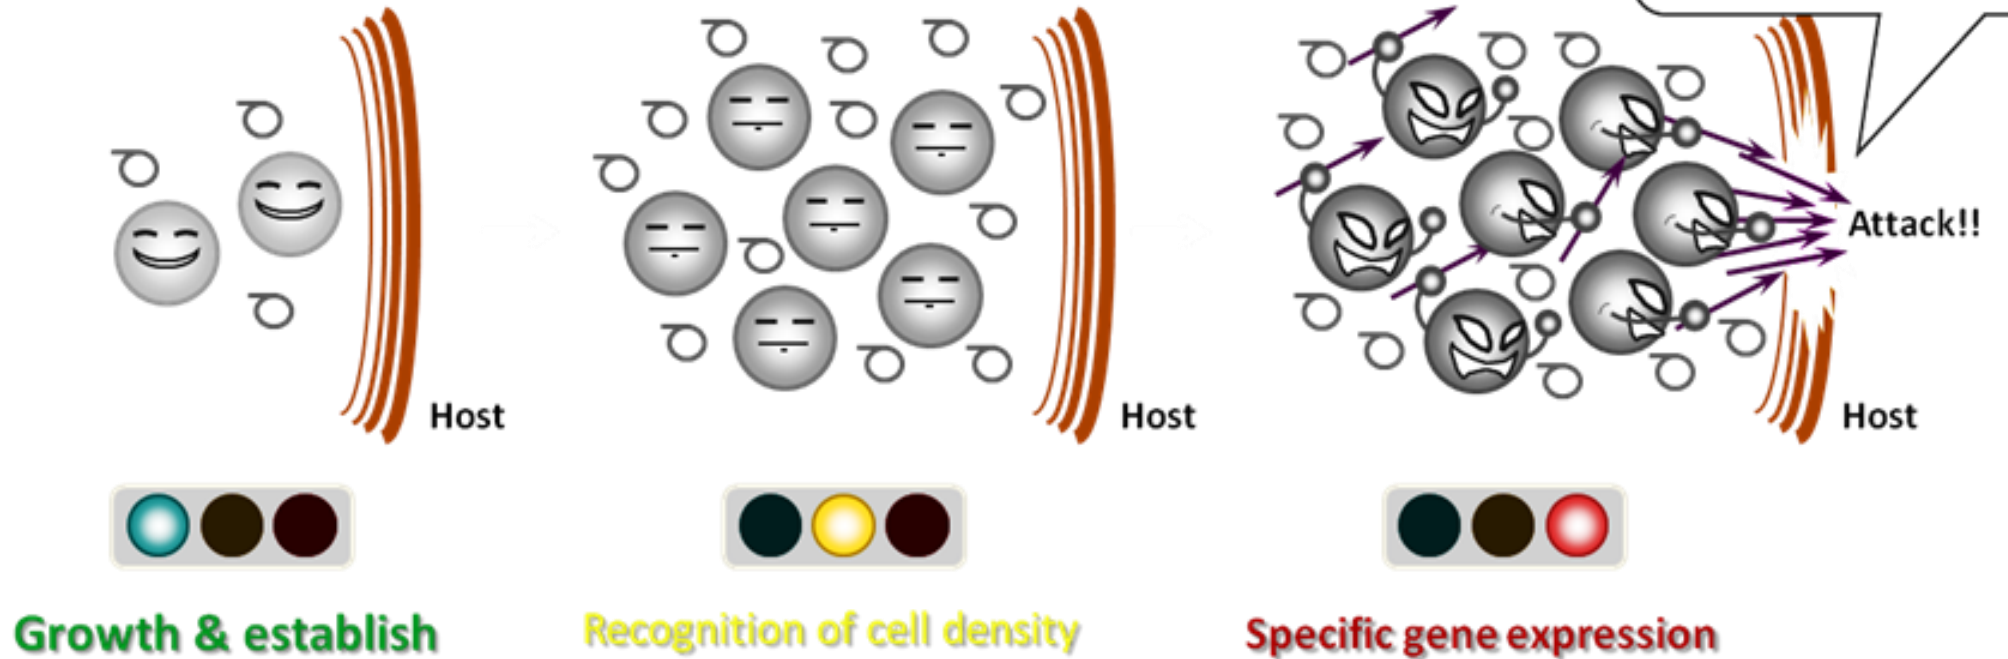 Attack!!
Host
Host
Host
Growth & establish
Recognition of cell density
Specific gene expression